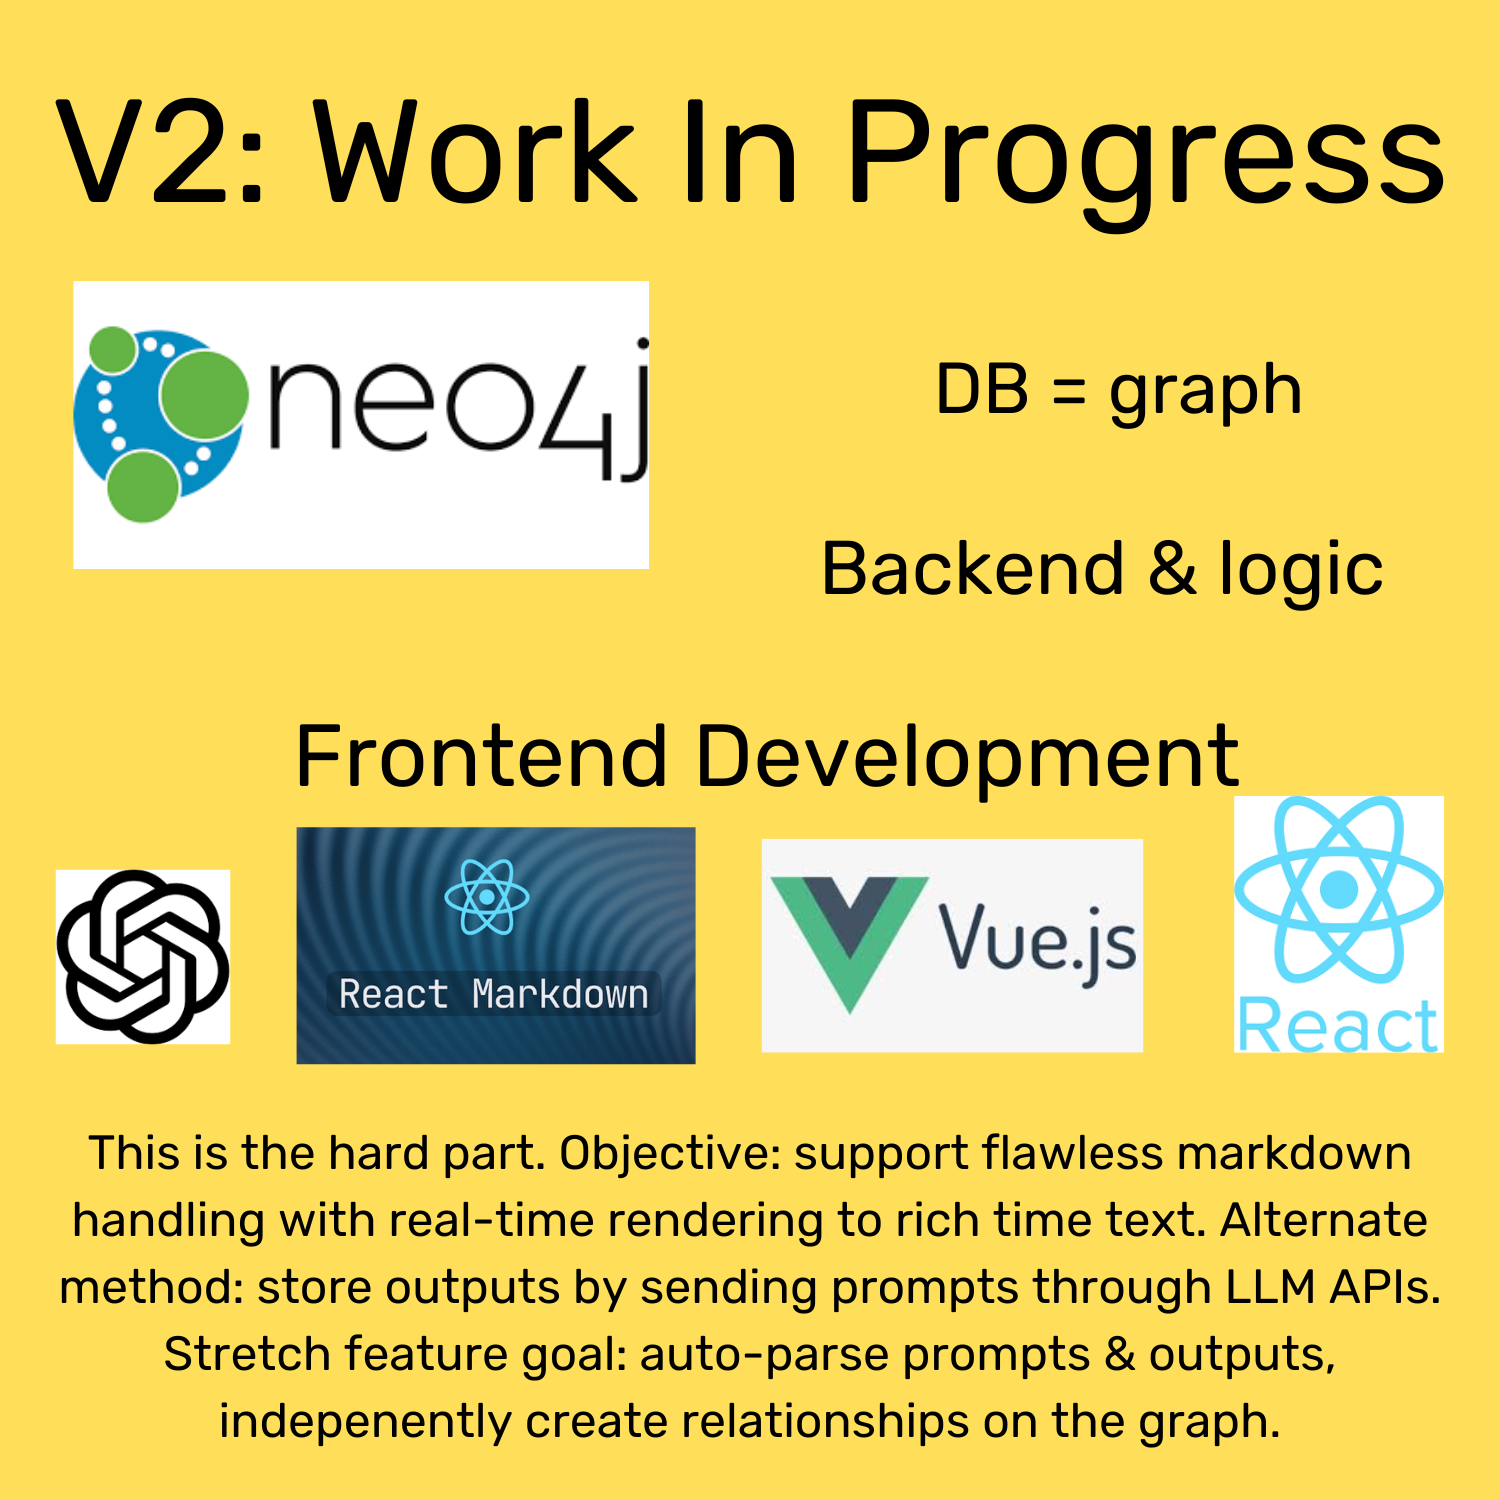 V2: Work In Progress
neo4j
DB = graph
Backend & logic
Frontend Development
React Markdown
Vue.js
React
This is the hard part. Objective: support flawless markdown
handling with real-time rendering to rich time text. Alternate
method: store outputs by sending prompts through LLM APIs.
Stretch feature goal: auto-parse prompts & outputs,
indepenently create relationships on the graph.